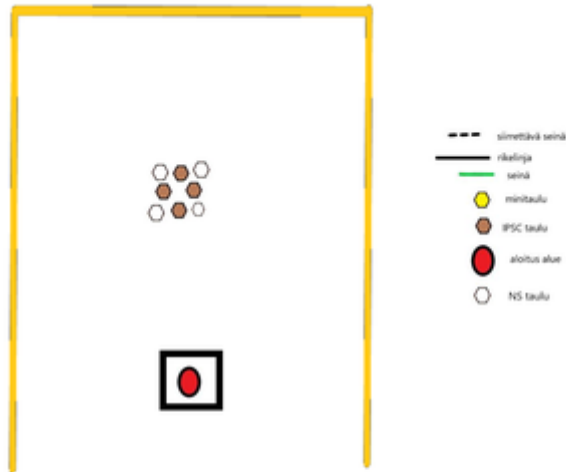 siirrettävä seinä
rikelinja
seinä
minitaulu
IPSC taulu
aloitus alue
NS taulu